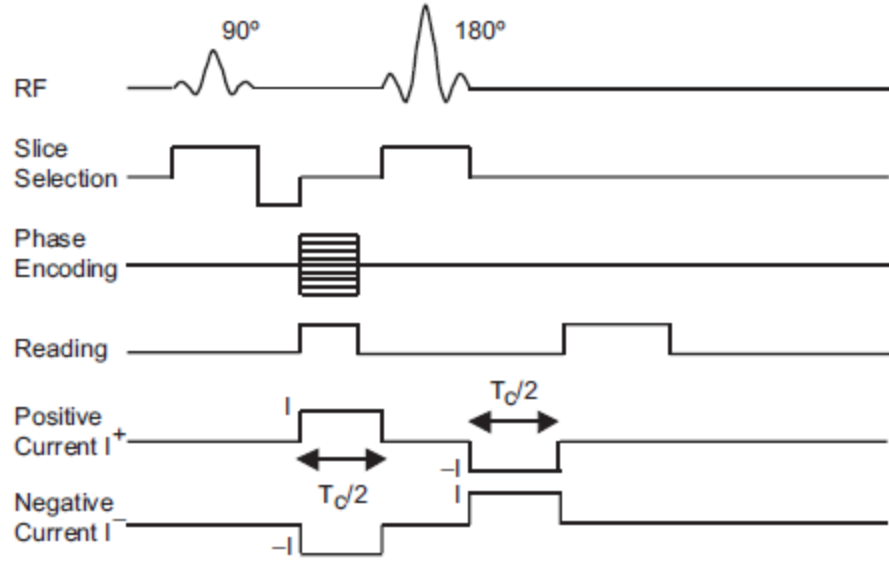 90º
180º
RF
Slice
Selection
Phase
Encoding
Reading
Positive
Current I+
I
TC/2
TC/2
–I
Negative
Current I–
–I
I